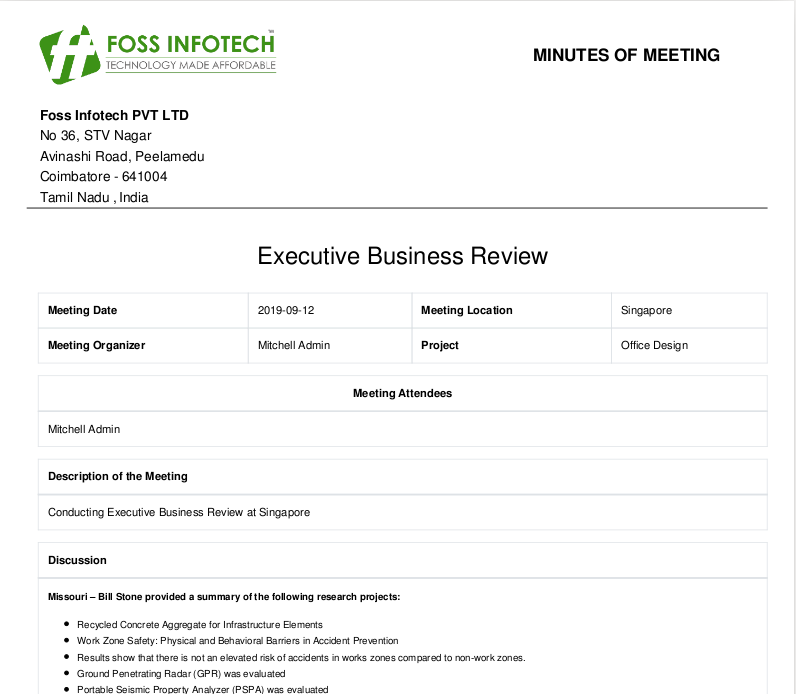 FOSS INFOTECH
TECHNOLOGY MADE AFFORDABLE
MINUTES OF MEETING
Foss Infotech PVT LTD
No 36, STV Nagar
Avinashi Road, Peelamedu
Coimbatore - 641004
Tamil Nadu , India
Executive Business Review
Meeting Date 2019-09-12 Meeting Location Singapore
Meeting Organizer Mitchell Admin Project Office Design
Meeting Attendees
Mitchell Admin
Description of the Meeting
Conducting Executive Business Review at Singapore
Discussion
Missouri – Bill Stone provided a summary of the following research projects:
● Recycled Concrete Aggregate for Infrastructure Elements
● Work Zone Safety: Physical and Behavioral Barriers in Accident Prevention
● Results show that there is not an elevated risk of accidents in works zones compared to non-work zones.
● Ground Penetrating Radar (GPR) was evaluated
● Portable Seismic Property Analyzer (PSPA) was evaluated